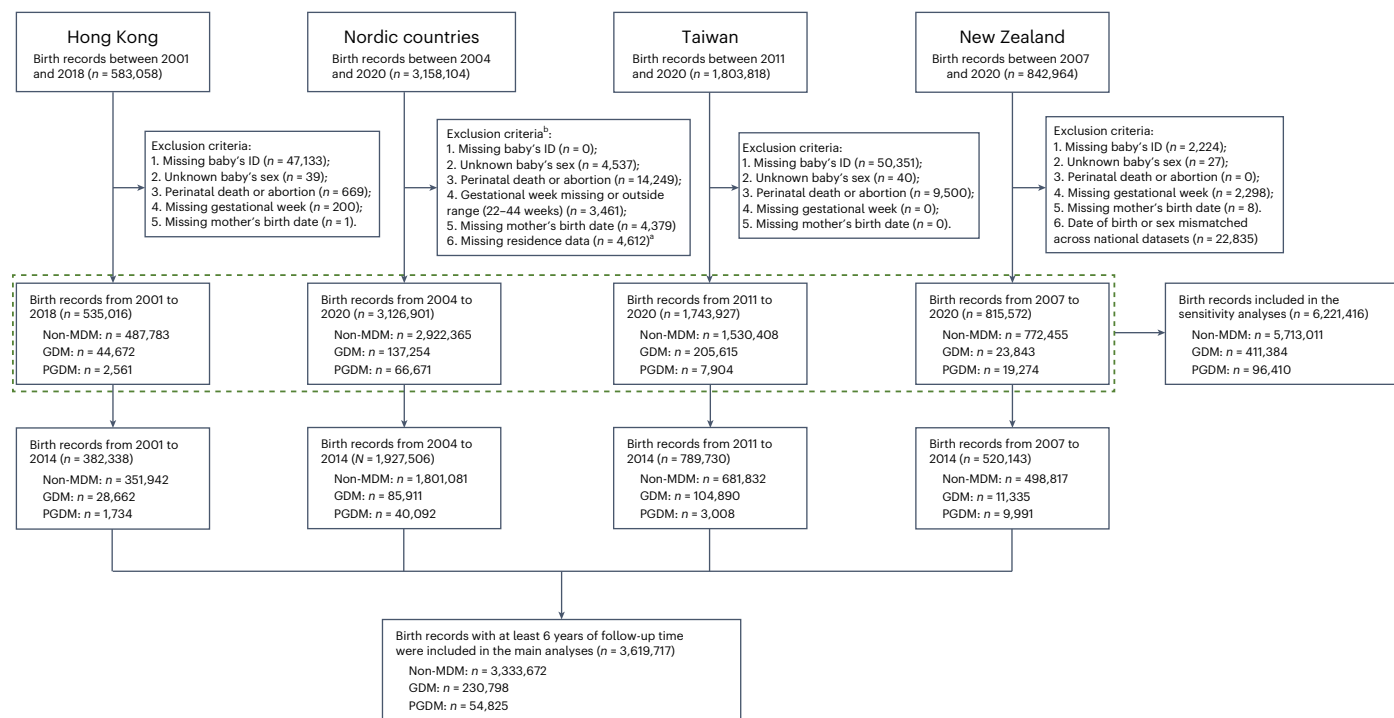 Hong Kong
Birth records between 2001
and 2018 (n = 583,058)
Nordic countries
Birth records between 2004
and 2020 (n = 3,158,104)
Taiwan
Birth records between 2011
and 2020 (n = 1,803,818)
New Zealand
Birth records between 2007
and 2020 (n = 842,964)
Exclusion criteria:
1. Missing baby's ID (n = 47,133);
2. Unknown baby's sex (n = 39);
3. Perinatal death or abortion (n = 669);
4. Missing gestational week (n = 200);
5. Missing mother's birth date (n = 1).
Exclusion criteriaᵇ:
1. Missing baby's ID (n = 0);
2. Unknown baby's sex (n = 4,537);
3. Perinatal death or abortion (n = 14,249);
4. Gestational week missing or outside
range (22–44 weeks) (n = 3,461);
5. Missing mother's birth date (n = 4,379)
6. Missing residence data (n = 4,612)ᵃ
Exclusion criteria:
1. Missing baby's ID (n = 50,351);
2. Unknown baby's sex (n = 40);
3. Perinatal death or abortion (n = 9,500);
4. Missing gestational week (n = 0);
5. Missing mother's birth date (n = 0).
Exclusion criteria:
1. Missing baby's ID (n = 2,224);
2. Unknown baby's sex (n = 27);
3. Perinatal death or abortion (n = 0);
4. Missing gestational week (n = 2,298);
5. Missing mother's birth date (n = 8).
6. Date of birth or sex mismatched
across national datasets (n = 22,835)
Birth records from 2001 to
2018 (n = 535,016)
Non-MDM: n = 487,783
GDM: n = 44,672
PGDM: n = 2,561
Birth records from 2004 to
2020 (n = 3,126,901)
Non-MDM: n = 2,922,365
GDM: n = 137,254
PGDM: n = 66,671
Birth records from 2011 to
2020 (n = 1,743,927)
Non-MDM: n = 1,530,408
GDM: n = 205,615
PGDM: n = 7,904
Birth records from 2007 to
2020 (n = 815,572)
Non-MDM: n = 772,455
GDM: n = 23,843
PGDM: n = 19,274
Birth records included in the
sensitivity analyses (n = 6,221,416)
Non-MDM: n = 5,713,011
GDM: n = 411,384
PGDM: n = 96,410
Birth records from 2001 to
2014 (n = 382,338)
Non-MDM: n = 351,942
GDM: n = 28,662
PGDM: n = 1,734
Birth records from 2004 to
2014 (N = 1,927,506)
Non-MDM: n = 1,801,081
GDM: n = 85,911
PGDM: n = 40,092
Birth records from 2011 to
2014 (n = 789,730)
Non-MDM: n = 681,832
GDM: n = 104,890
PGDM: n = 3,008
Birth records from 2007 to
2014 (n = 520,143)
Non-MDM: n = 498,817
GDM: n = 11,335
PGDM: n = 9,991
Birth records with at least 6 years of follow-up time
were included in the main analyses (n = 3,619,717)
Non-MDM: n = 3,333,672
GDM: n = 230,798
PGDM: n = 54,825